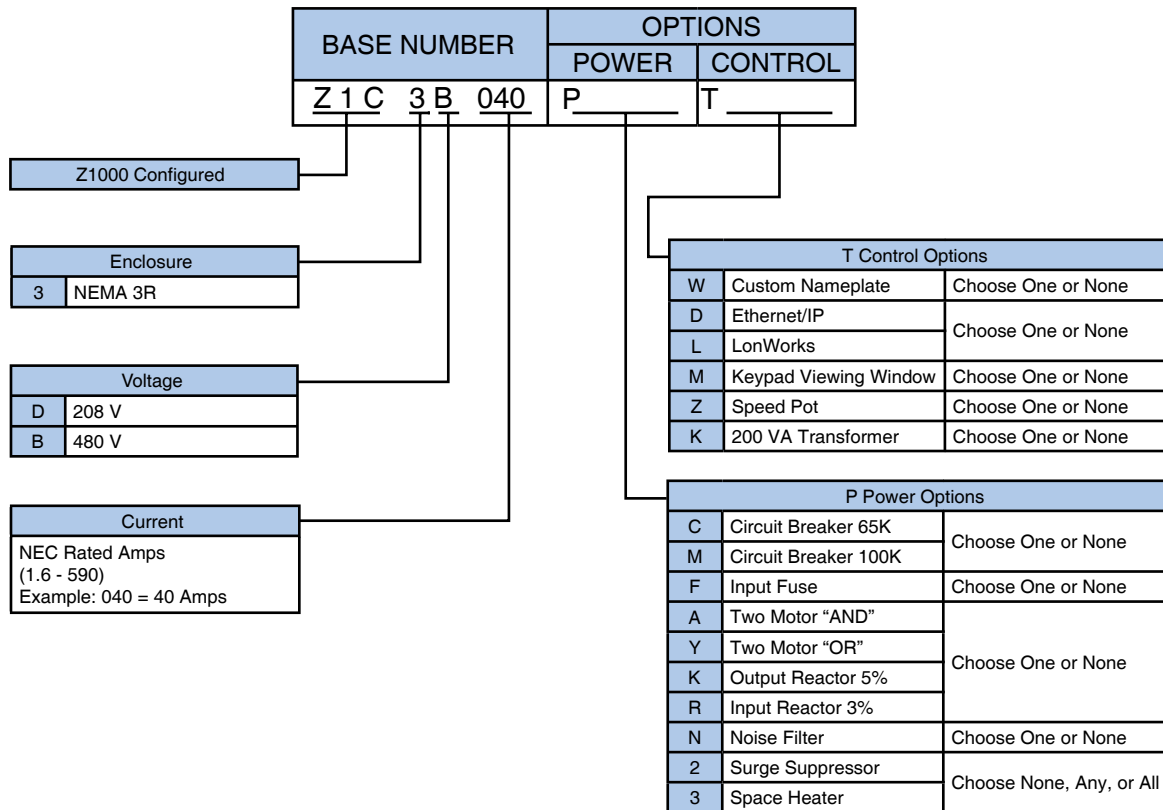 BASE NUMBER
OPTIONS
POWER CONTROL
Z 1 C 3 B 040 P T
Z1000 Configured
Enclosure
3 NEMA 3R
Voltage
D 208 V
B 480 V
Current
NEC Rated Amps
(1.6 - 590)
Example: 040 = 40 Amps
T Control Options
W Custom Nameplate Choose One or None
D Ethernet/IP
Choose One or None
L LonWorks
M Keypad Viewing Window Choose One or None
Z Speed Pot Choose One or None
K 200 VA Transformer Choose One or None
P Power Options
C Circuit Breaker 65K
Choose One or None
M Circuit Breaker 100K
F Input Fuse Choose One or None
A Two Motor “AND”
Y Two Motor “OR”
Choose One or None
K Output Reactor 5%
R Input Reactor 3%
N Noise Filter Choose One or None
2 Surge Suppressor
Choose None, Any, or All
3 Space Heater